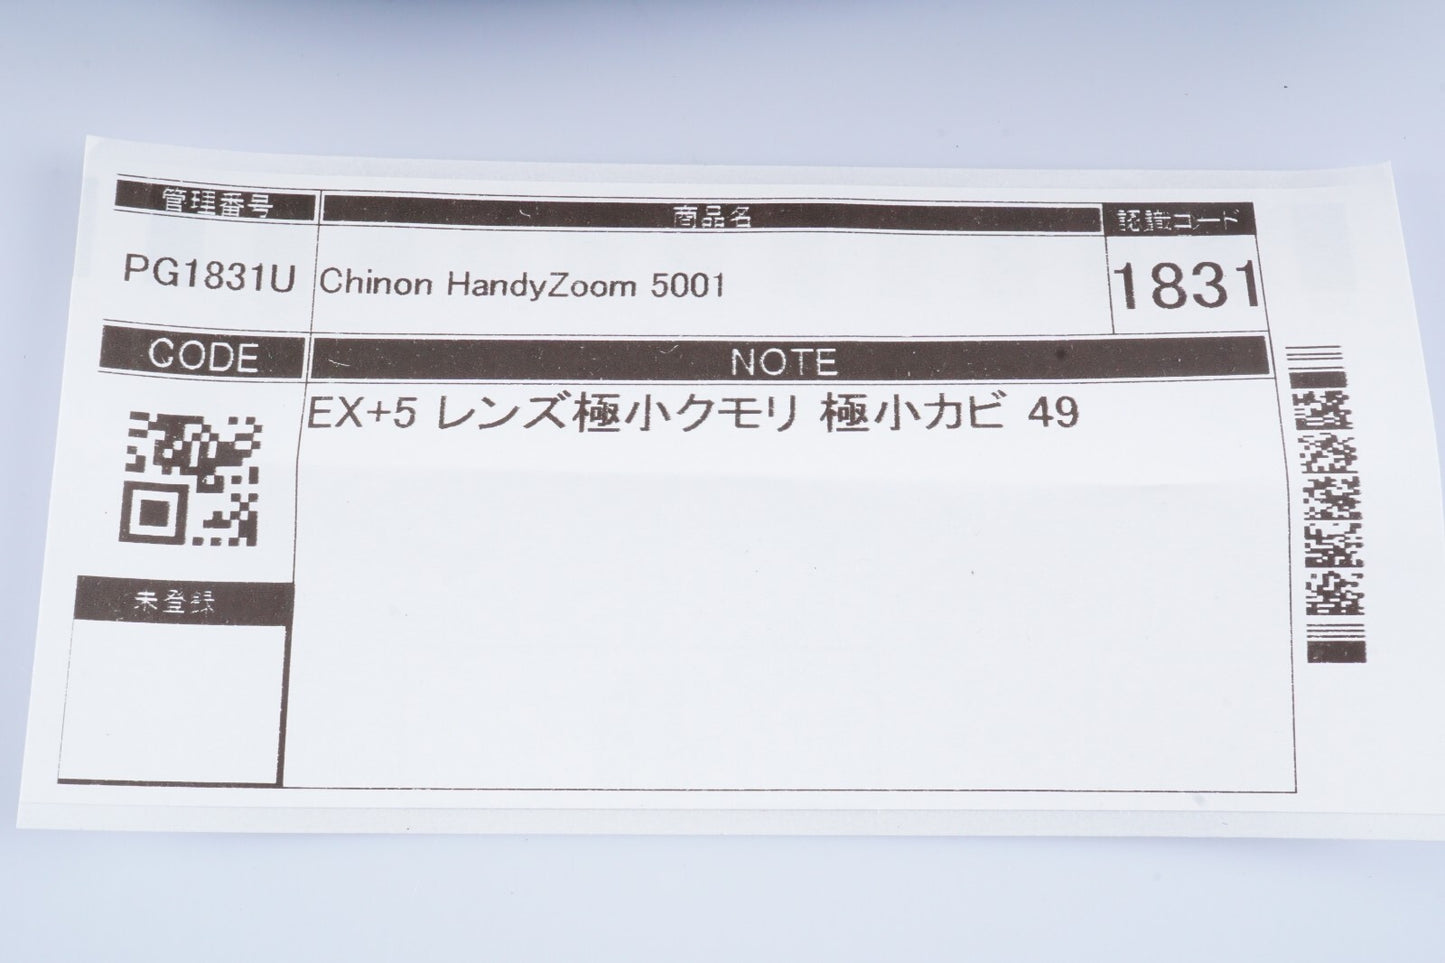 管理番号 商品名 認識コード
PG1831U Chinon HandyZoom 5001 1831
CODE NOTE
EX+5 レンズ極小クモリ 極小カビ 49
未登録